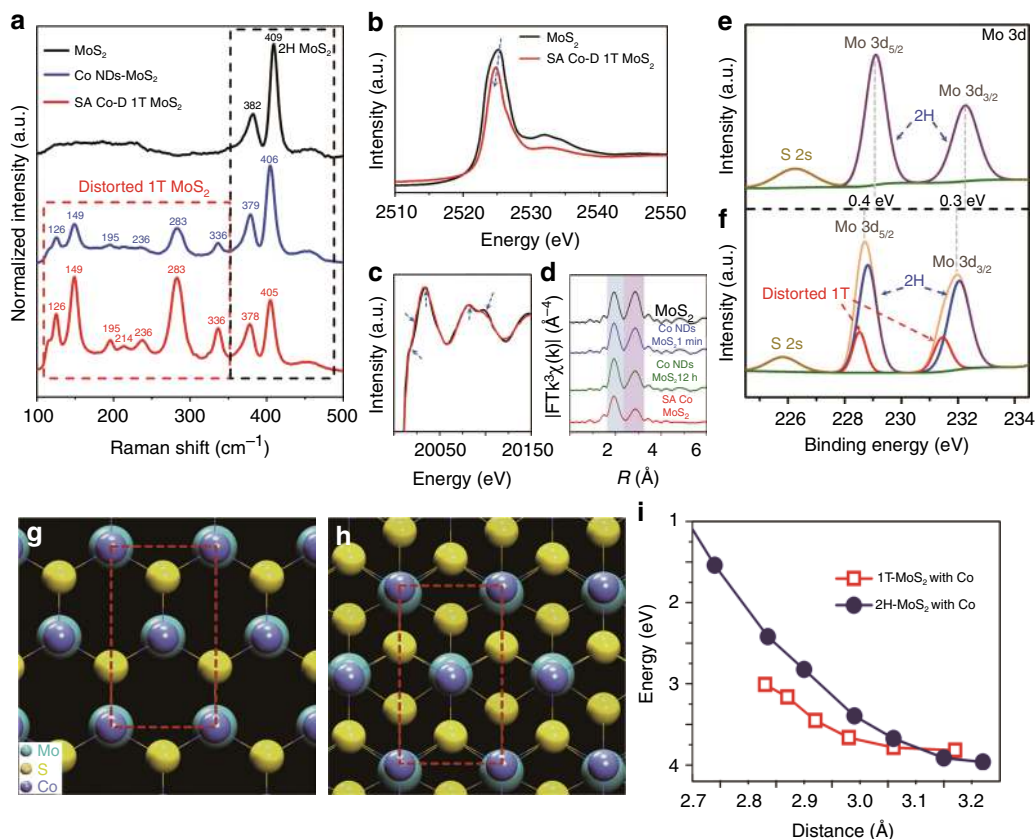 a
MoS2
Co NDs-MoS2
SA Co-D 1T MoS2
409
2H MoS2
382
406
379
Distorted 1T MoS2
126
149
195
236
283
336
126
149
195
214
236
283
336
378
405
Normalized intensity (a.u.)
100 200 300 400 500
Raman shift (cm−1)
b
MoS2
SA Co-D 1T MoS2
Intensity (a.u.)
2510 2520 2530 2540 2550
Energy (eV)
c
Intensity (a.u.)
20050 20150
Energy (eV)
d
MoS2
Co NDs
MoS2 1 min
Co NDs
MoS2 12 h
SA Co
MoS2
|FTk3χ(k)| (Å−4)
2 4 6
R (Å)
e
Mo 3d
Mo 3d5/2
Mo 3d3/2
2H
S 2s
Intensity (a.u.)
0.4 eV
0.3 eV
f
Mo 3d5/2
Mo 3d3/2
2H
Distorted 1T
S 2s
Intensity (a.u.)
226 228 230 232 234
Binding energy (eV)
g
Mo
S
Co
h
i
1T-MoS2 with Co
2H-MoS2 with Co
Energy (eV)
1
2
3
4
2.7 2.8 2.9 3.0 3.1 3.2
Distance (Å)